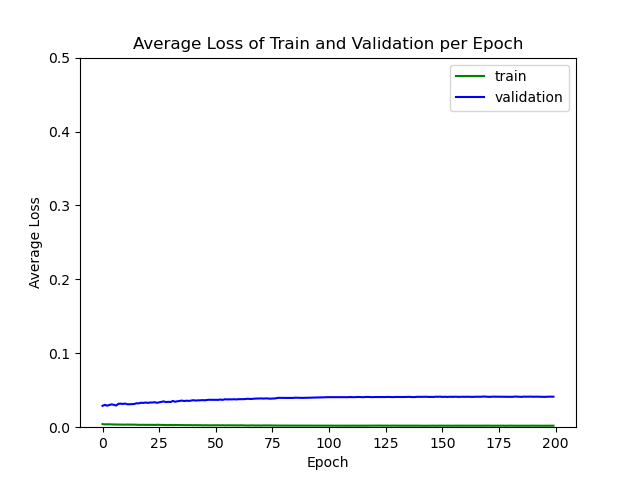 Average Loss of Train and Validation per Epoch
0.5
0.4
0.3
0.2
0.1
0.0
Average Loss
train
validation
0 25 50 75 100 125 150 175 200
Epoch